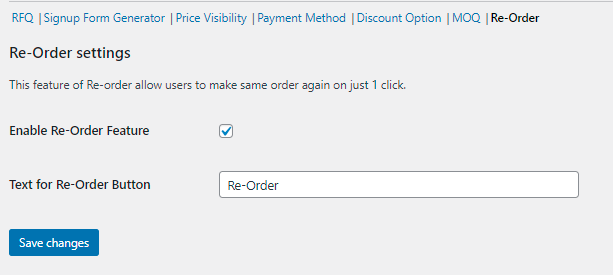 RFQ | Signup Form Generator | Price Visibility | Payment Method | Discount Option | MOQ | Re-Order
Re-Order settings
This feature of Re-order allow users to make same order again on just 1 click.
Enable Re-Order Feature
Text for Re-Order Button Re-Order
Save changes